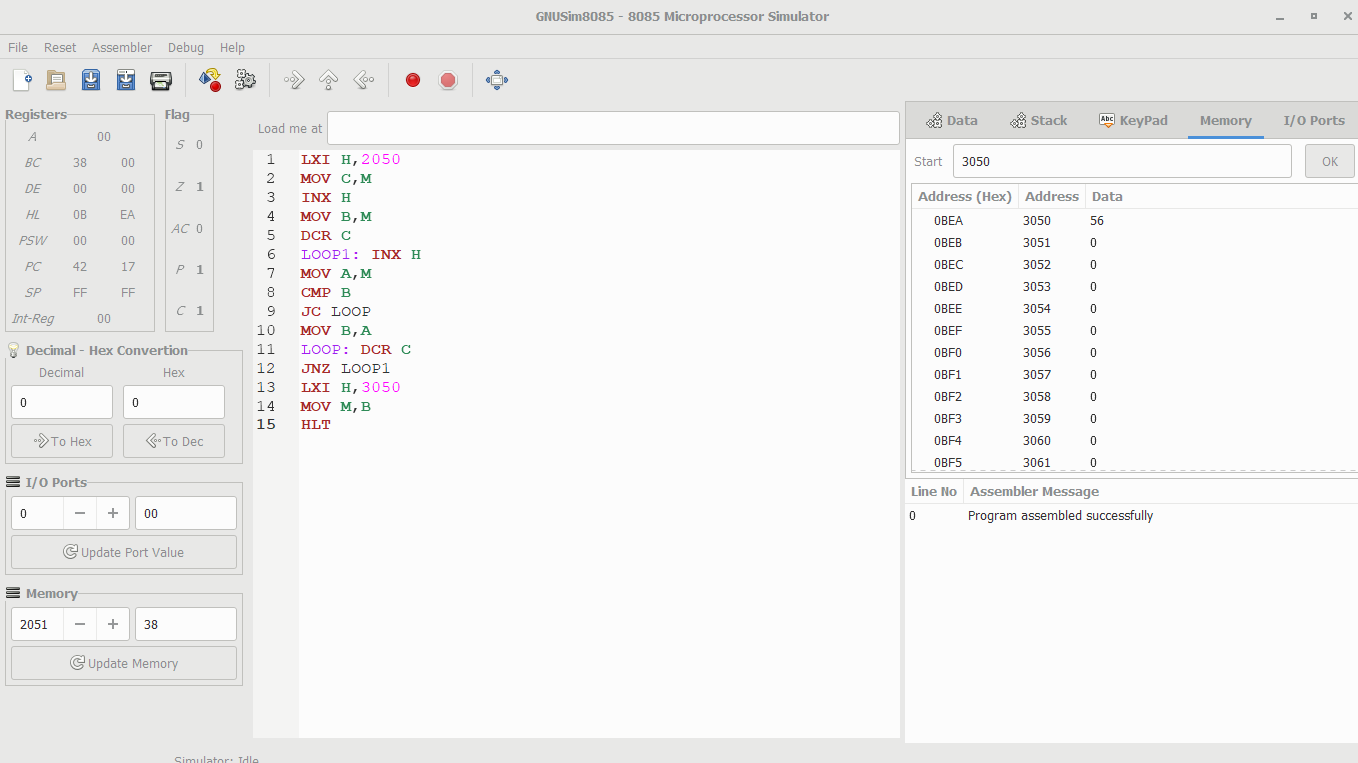 GNUSim8085 - 8085 Microprocessor Simulator
File Reset Assembler Debug Help
Registers
A 00
BC 38 00
DE 00 00
HL 0B EA
PSW 00 00
PC 42 17
SP FF FF
Int-Reg 00
Flag
S 0
Z 1
AC 0
P 1
C 1
Decimal - Hex Convertion
Decimal Hex
0 0
To Hex To Dec
I/O Ports
0 − + 00
Update Port Value
Memory
2051 − + 38
Update Memory
Load me at
1 LXI H,2050
2 MOV C,M
3 INX H
4 MOV B,M
5 DCR C
6 LOOP1: INX H
7 MOV A,M
8 CMP B
9 JC LOOP
10 MOV B,A
11 LOOP: DCR C
12 JNZ LOOP1
13 LXI H,3050
14 MOV M,B
15 HLT
Data Stack Abc KeyPad Memory I/O Ports
Start 3050 OK
Address (Hex) Address Data
0BEA 3050 56
0BEB 3051 0
0BEC 3052 0
0BED 3053 0
0BEE 3054 0
0BEF 3055 0
0BF0 3056 0
0BF1 3057 0
0BF2 3058 0
0BF3 3059 0
0BF4 3060 0
0BF5 3061 0
Line No Assembler Message
0 Program assembled successfully
Simulator: Idle